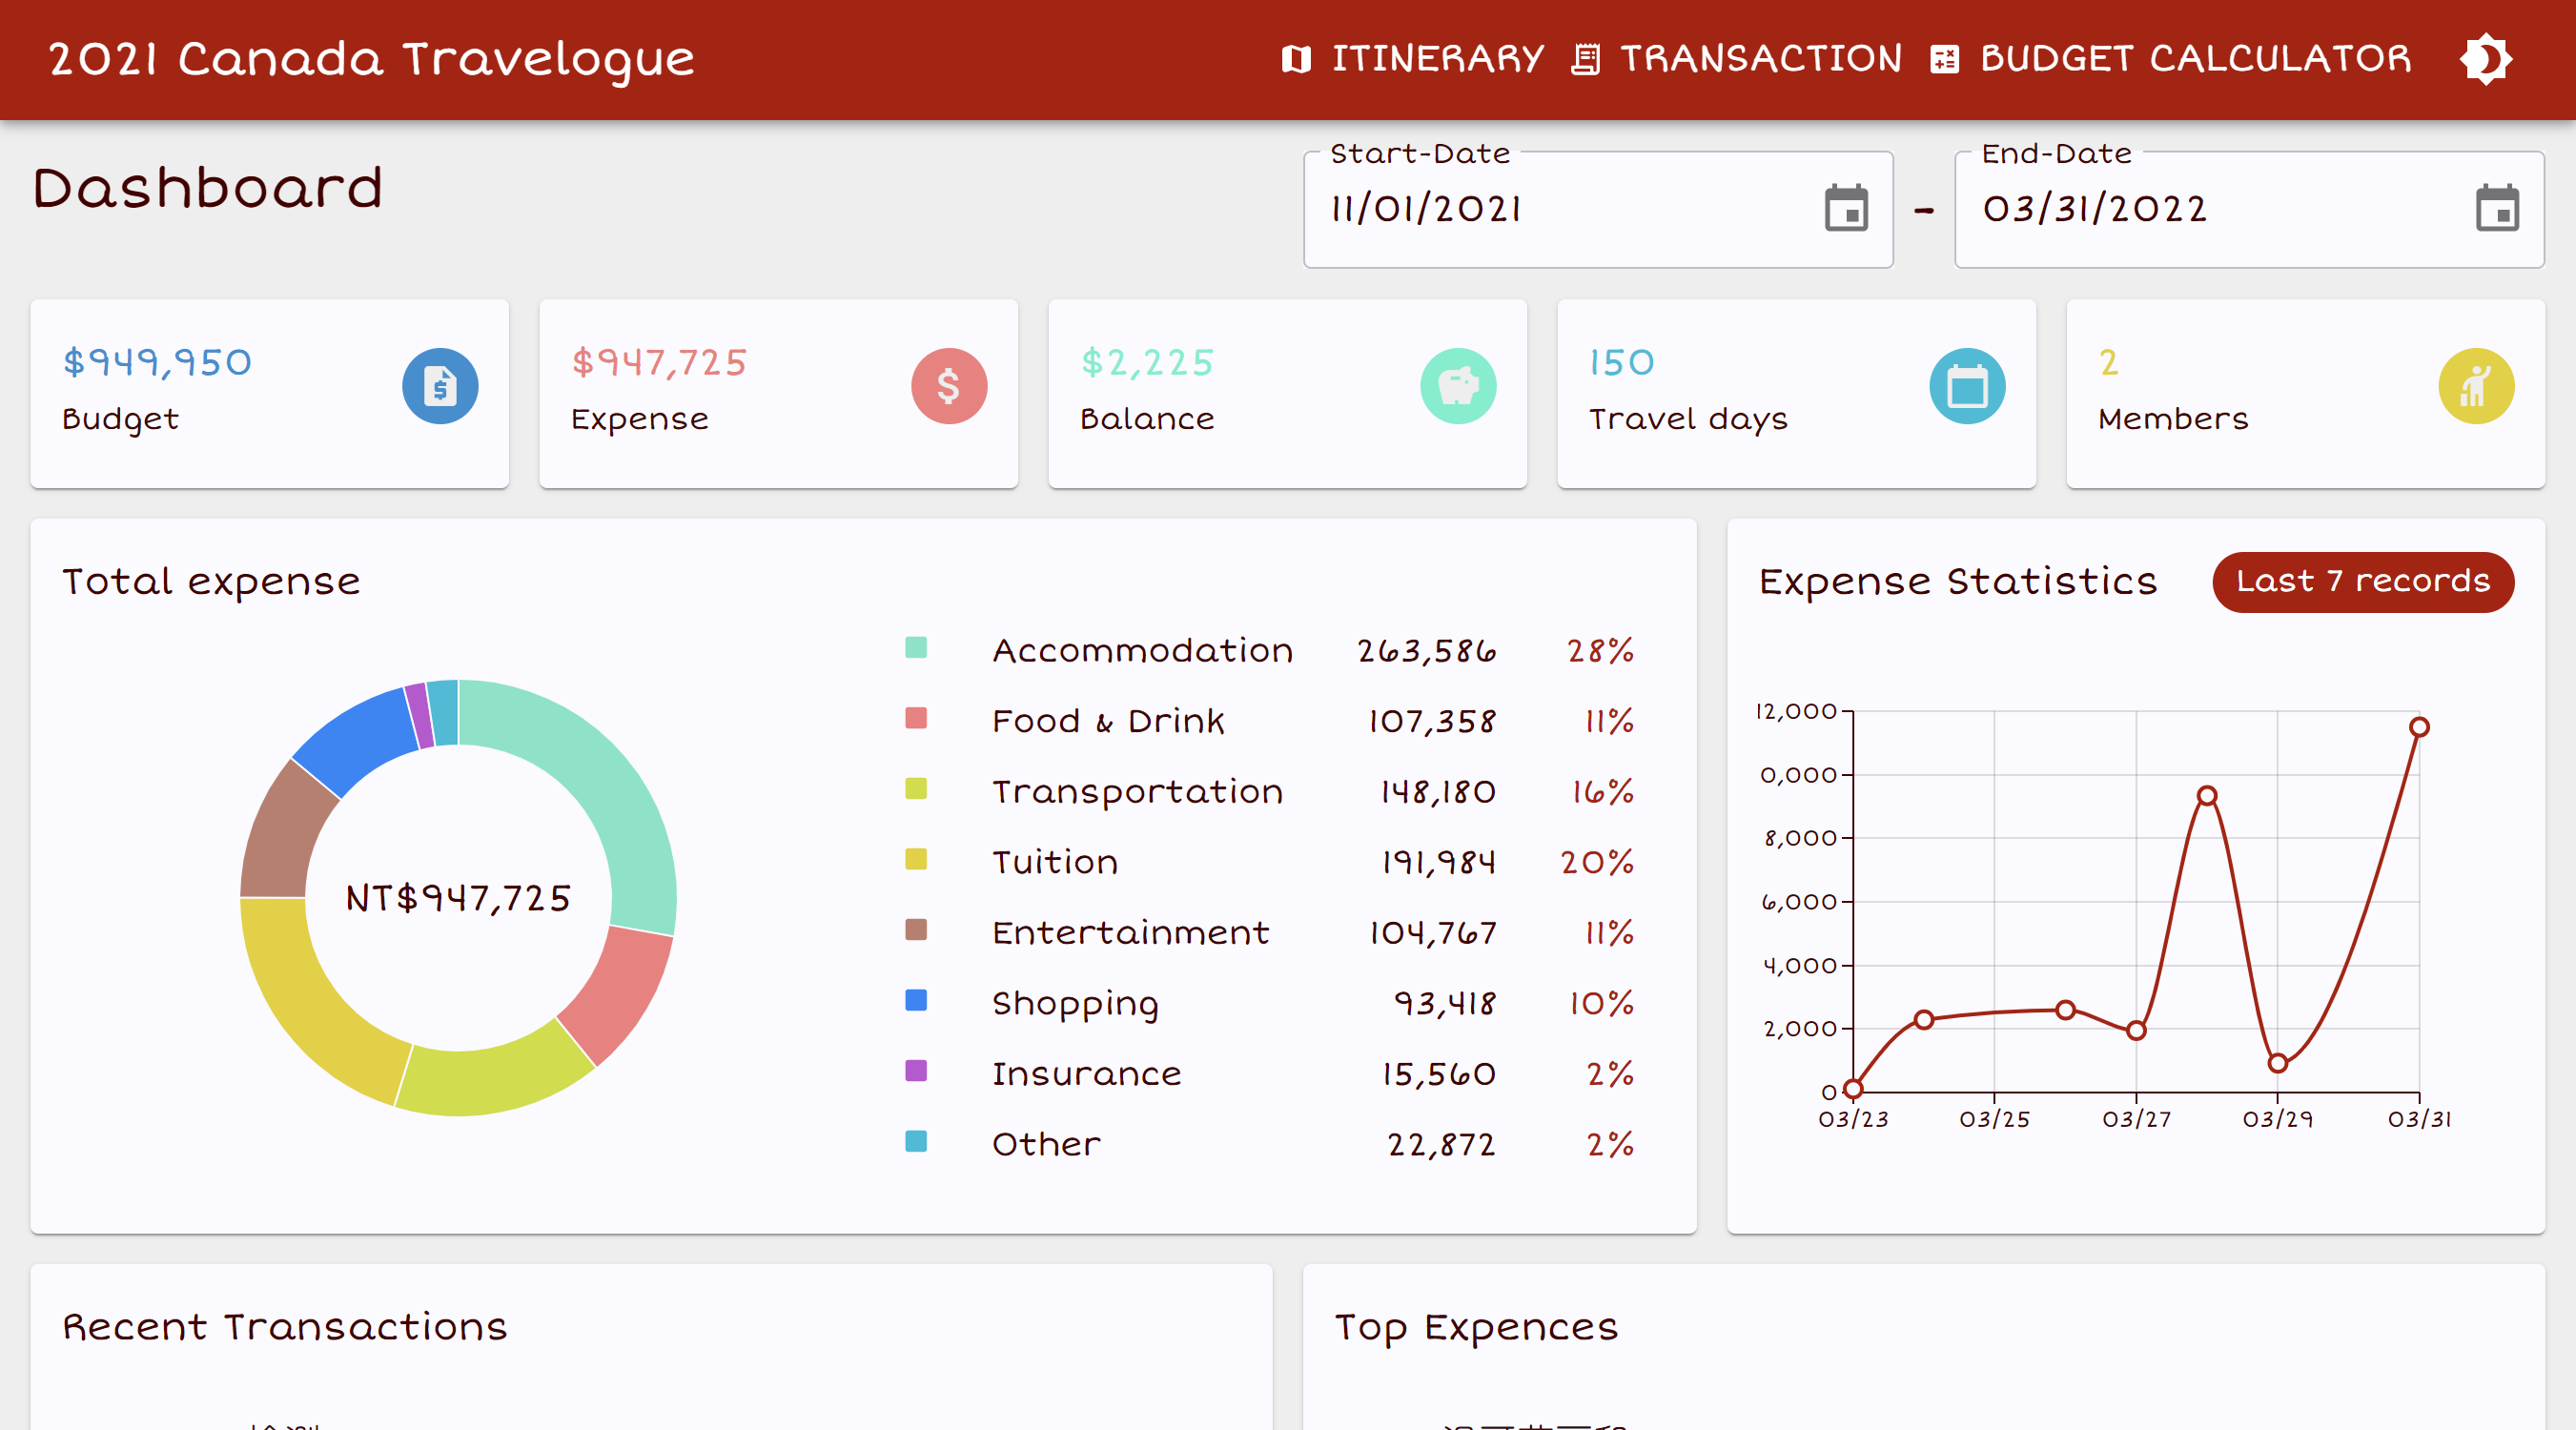 2021 Canada Travelogue
ITINERARY
TRANSACTION
BUDGET CALCULATOR
Dashboard
Start-Date
11/01/2021
-
End-Date
03/31/2022
$949,950
Budget
$947,725
Expense
$2,225
Balance
150
Travel days
2
Members
Total expense
NT$947,725
Accommodation 263,586 28%
Food & Drink 107,358 11%
Transportation 148,180 16%
Tuition 191,984 20%
Entertainment 104,767 11%
Shopping 93,418 10%
Insurance 15,560 2%
Other 22,872 2%
Expense Statistics
Last 7 records
12,000
0,000
8,000
6,000
4,000
2,000
0
03/23 03/25 03/27 03/29 03/31
Recent Transactions
Top Expences